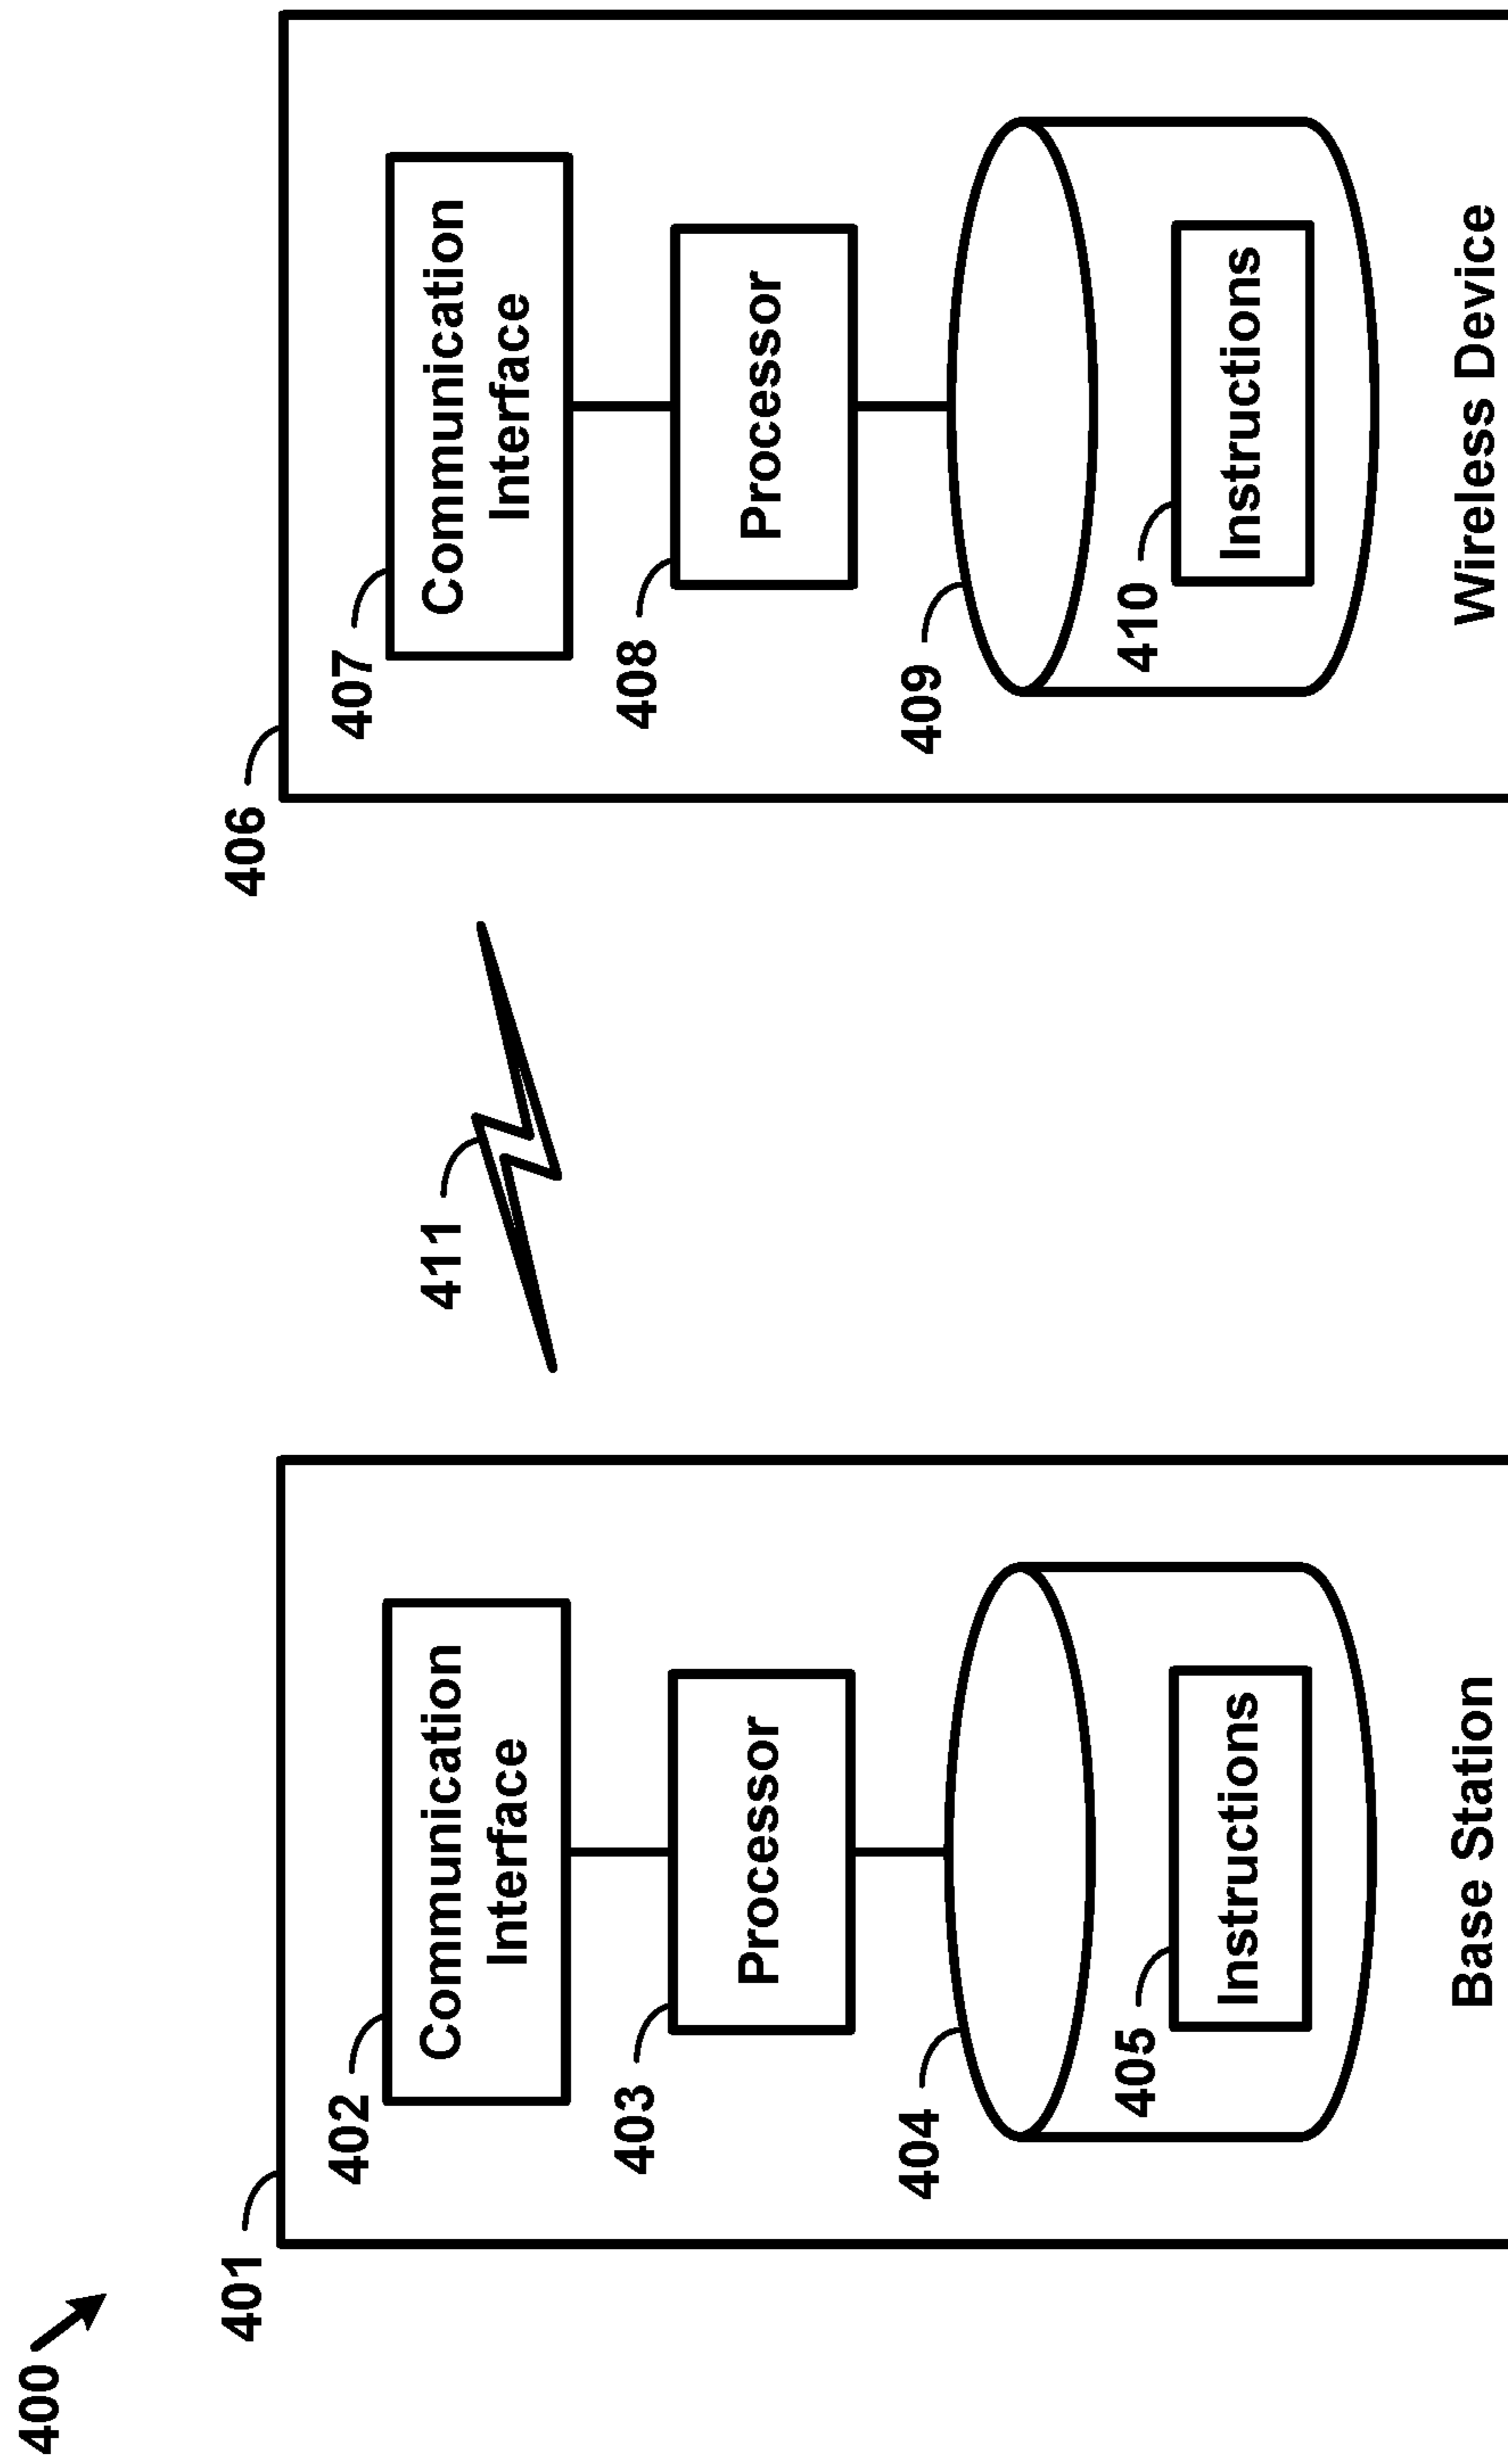 400
401
402
Communication
Interface
403
Processor
404
405
Instructions
Base Station
411
406
407
Communication
Interface
408
Processor
409
410
Instructions
Wireless Device